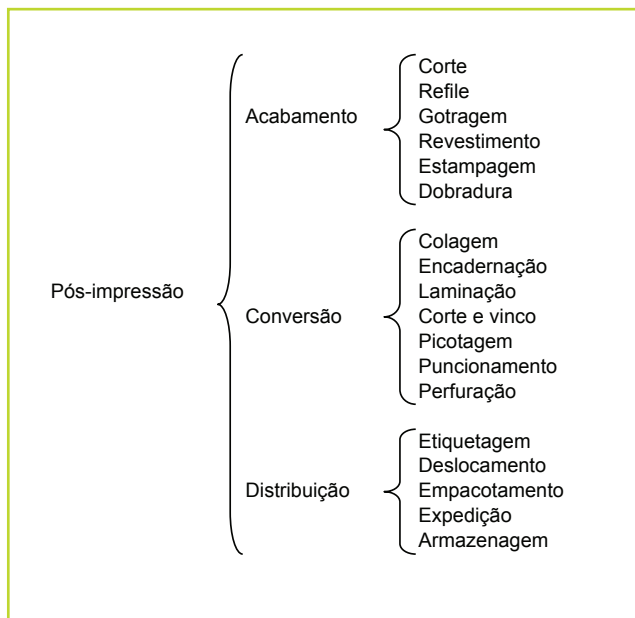 Pós-impressão
Acabamento
Corte
Refile
Gotragem
Revestimento
Estampagem
Dobradura
Conversão
Colagem
Encadernação
Laminação
Corte e vinco
Picotagem
Puncionamento
Perfuração
Distribuição
Etiquetagem
Deslocamento
Empacotamento
Expedição
Armazenagem